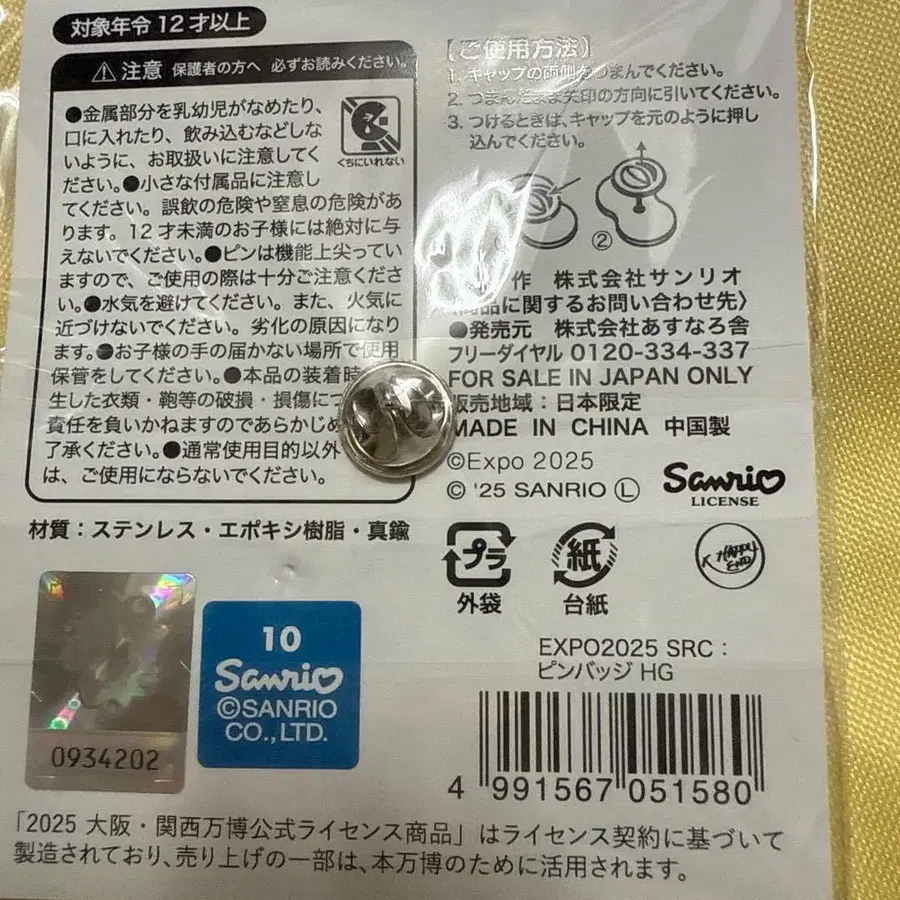 対象年令 12才以上
注意 保護者の方へ 必ずお読みください。
●金属部分を乳幼児がなめたり、
口に入れたり、飲み込むなどしな
いように、お取扱いに注意してく
ださい。●小さな付属品に注意し
てください。誤飲の危険や窒息の危険があ
ります。12才未満のお子様には絶対に与
えないでください。●ピンは機能上尖ってい
ますので、ご使用の際は十分ご注意くださ
い。●水気を避けてください。また、火気に
近づけないでください。劣化の原因になり
ます。●お子様の手の届かない場所で使用
保管をしてください。●本品の装着時
生した衣類・鞄等の破損・損傷につ
責任を負いかねますのであらかじめ
了承ください。●通常使用目的以外
は、ご使用にならないでください。
くちにいれない
材質：ステンレス・エポキシ樹脂・真鍮
【ご使用方法】
1. キャップの両側をつまんでください。
2. つまんだまま矢印の方向に引いてください。
3. つけるときは、キャップを元のように押し
込んでください。
②
作 株式会社サンリオ
商品に関するお問い合わせ先〉
●発売元 株式会社あすなろ舎
フリーダイヤル 0120-334-337
FOR SALE IN JAPAN ONLY
販売地域：日本限定
MADE IN CHINA 中国製
©Expo 2025
© '25 SANRIO Ⓛ
Sanrio
LICENSE
プラ
外袋
紙
台紙
HAPPY
END
0934202
10
Sanrio
©SANRIO
CO.,LTD.
EXPO2025 SRC：
ピンバッジ HG
4 991567 051580
「2025 大阪・関西万博公式ライセンス商品」はライセンス契約に基づいて
製造されており、売り上げの一部は、本万博のために活用されます。